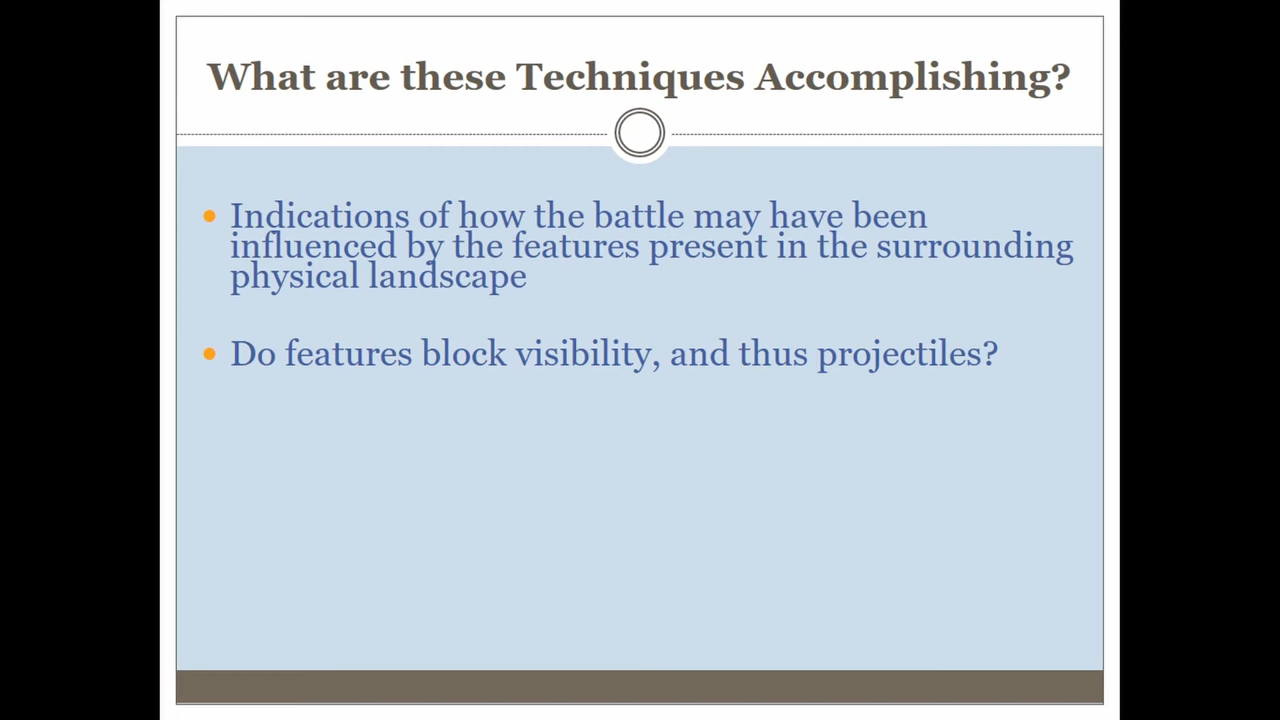 What are these Techniques Accomplishing?
Indications of how the battle may have been
influenced by the features present in the surrounding
physical landscape
Do features block visibility, and thus projectiles?